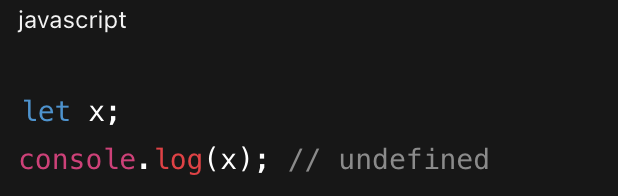 javascript
let x;
console.log(x); // undefined